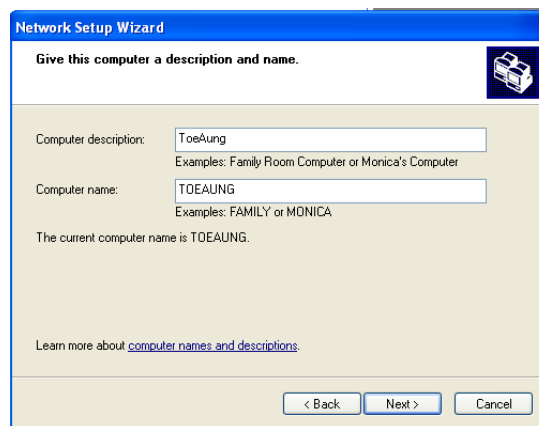 Network Setup Wizard
Give this computer a description and name.
Computer description: ToeAung
Examples: Family Room Computer or Monica's Computer
Computer name: TOEAUNG
Examples: FAMILY or MONICA
The current computer name is TOEAUNG.
Learn more about computer names and descriptions.
< Back Next > Cancel